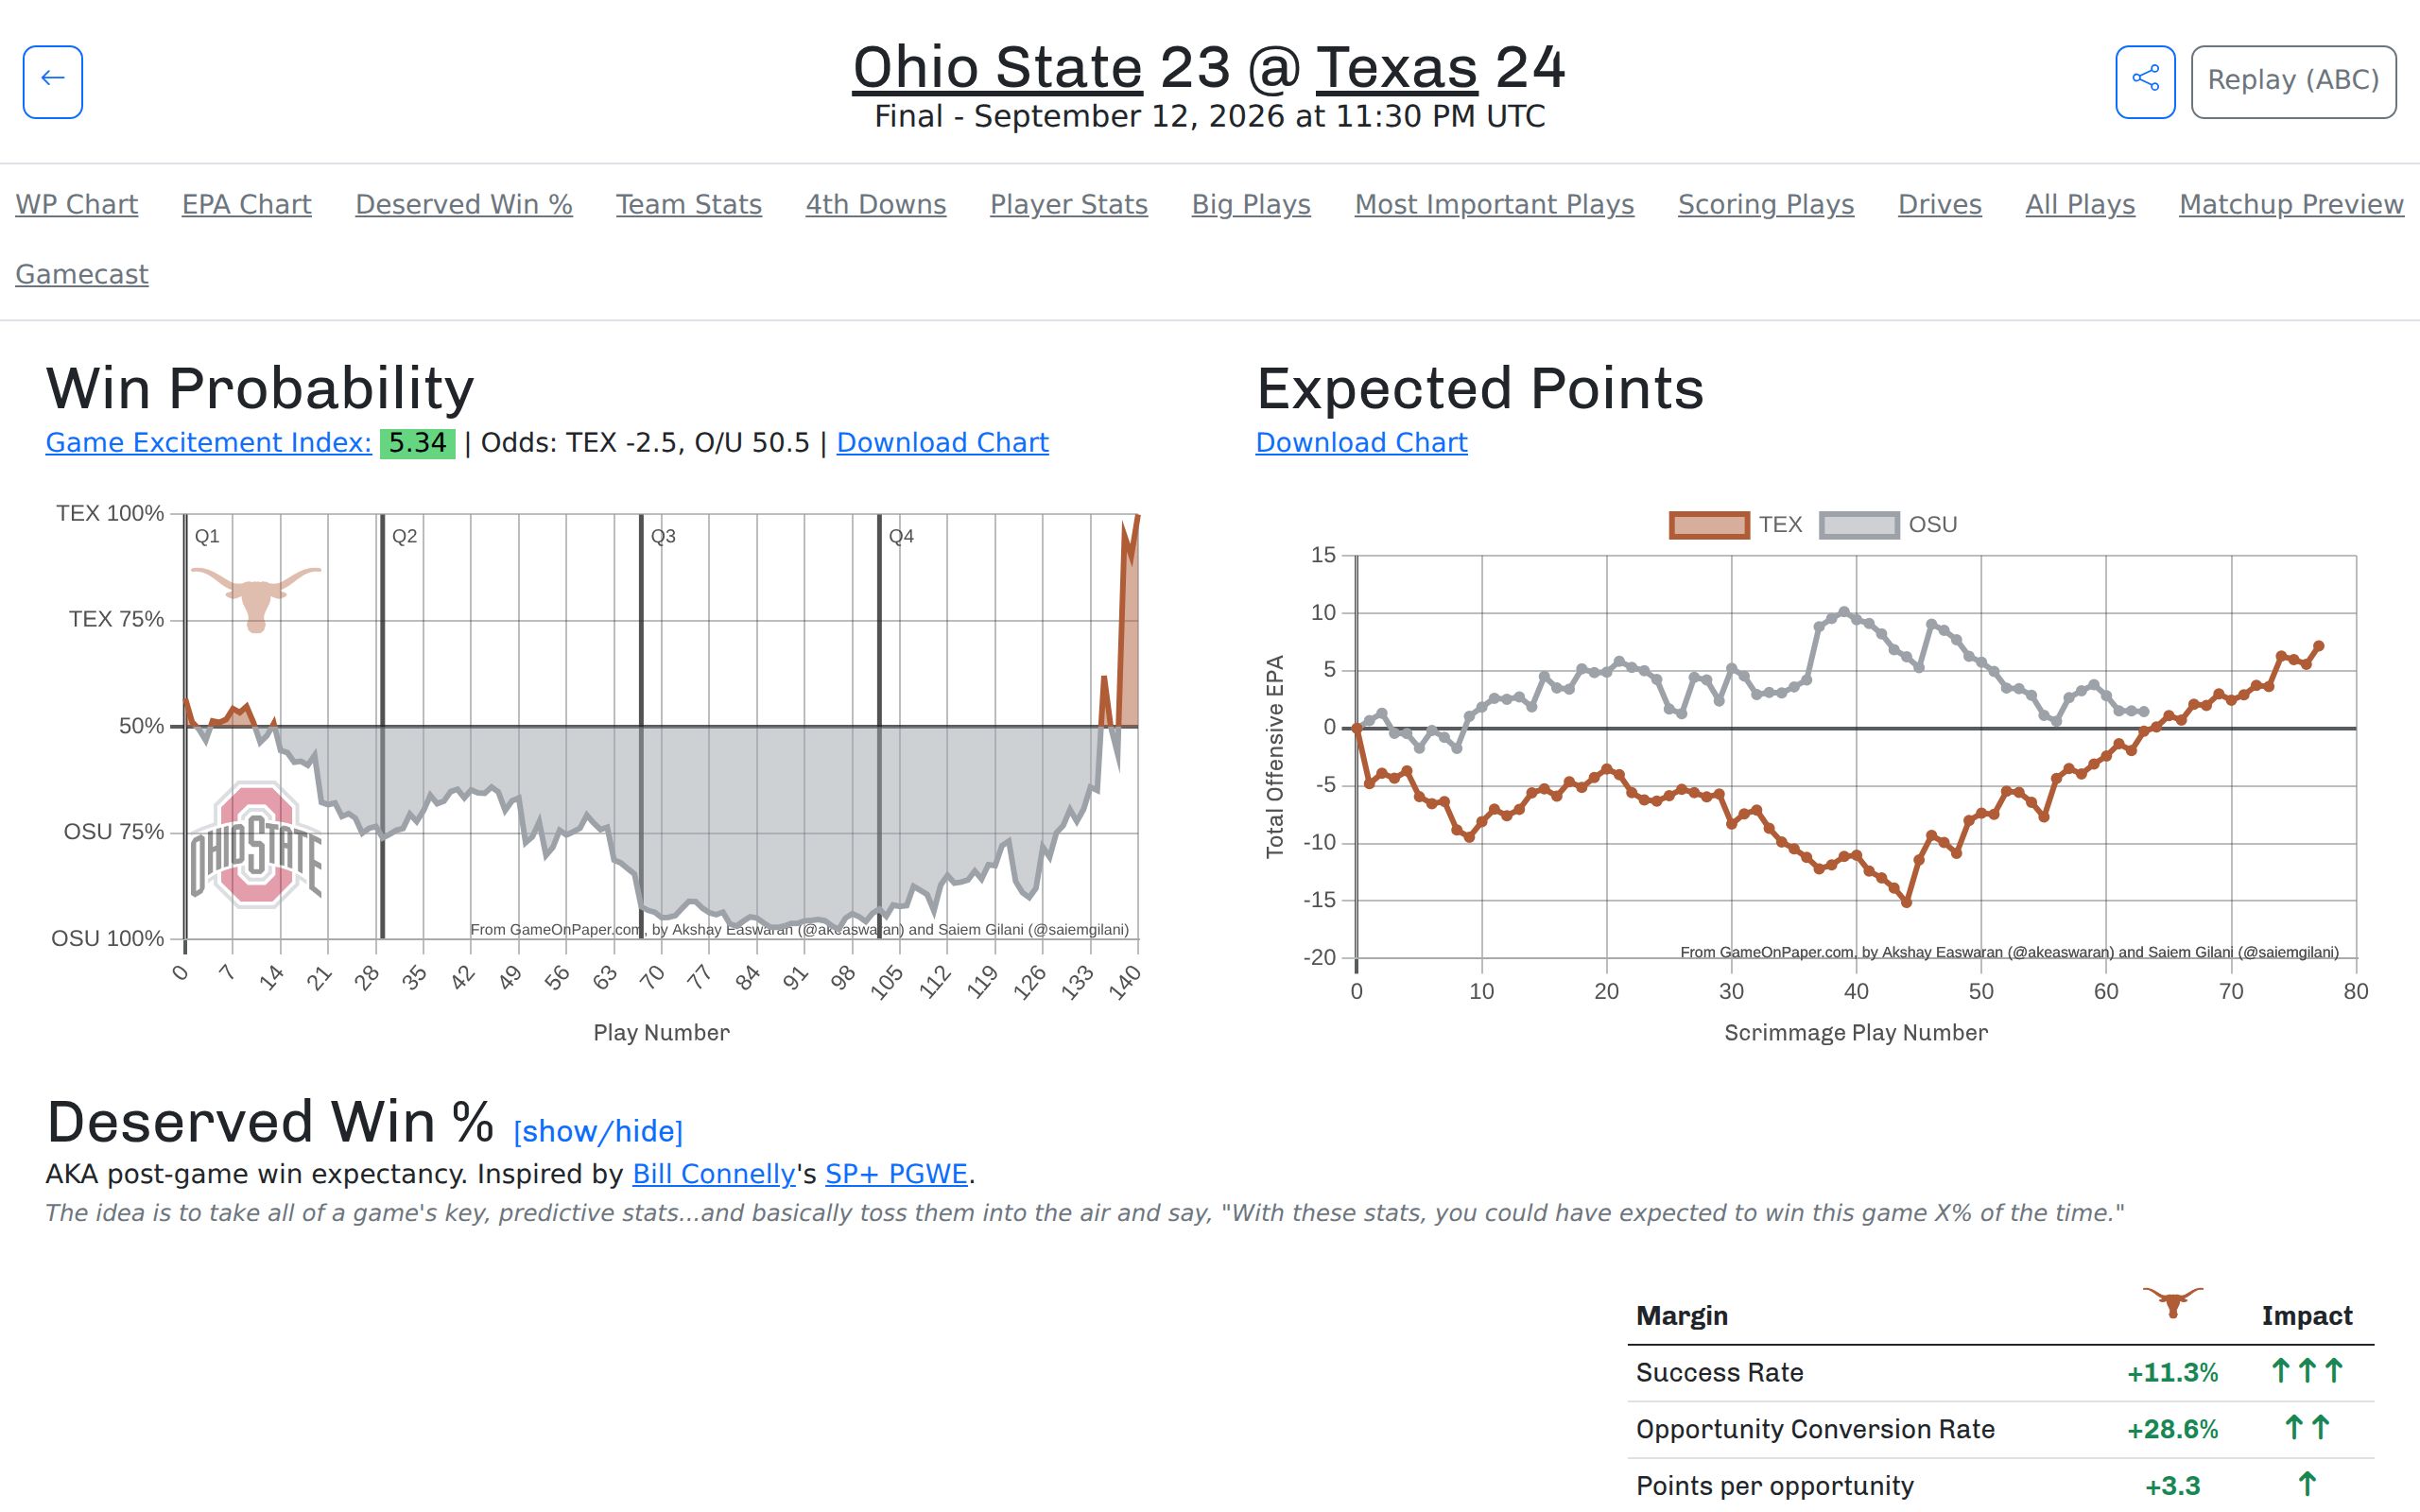 ←
Ohio State 23 @ Texas 24
Final - September 12, 2026 at 11:30 PM UTC
Replay (ABC)
WP Chart EPA Chart Deserved Win % Team Stats 4th Downs Player Stats Big Plays Most Important Plays Scoring Plays Drives All Plays Matchup Preview
Gamecast
Win Probability
Game Excitement Index: 5.34 | Odds: TEX -2.5, O/U 50.5 | Download Chart
TEX 100%
TEX 75%
50%
OSU 75%
OSU 100%
Q1 Q2 Q3 Q4
OHIO STATE
From GameOnPaper.com, by Akshay Easwaran (@akeaswaran) and Saiem Gilani (@saiemgilani)
0 7 14 21 28 35 42 49 56 63 70 77 84 91 98 105 112 119 126 133 140
Play Number
Expected Points
Download Chart
TEX OSU
Total Offensive EPA
15
10
5
0
-5
-10
-15
-20
From GameOnPaper.com, by Akshay Easwaran (@akeaswaran) and Saiem Gilani (@saiemgilani)
0 10 20 30 40 50 60 70 80
Scrimmage Play Number
Deserved Win % [show/hide]
AKA post-game win expectancy. Inspired by Bill Connelly's SP+ PGWE.
The idea is to take all of a game's key, predictive stats...and basically toss them into the air and say, "With these stats, you could have expected to win this game X% of the time."
Margin Impact
Success Rate +11.3% ↑↑↑
Opportunity Conversion Rate +28.6% ↑↑
Points per opportunity +3.3 ↑